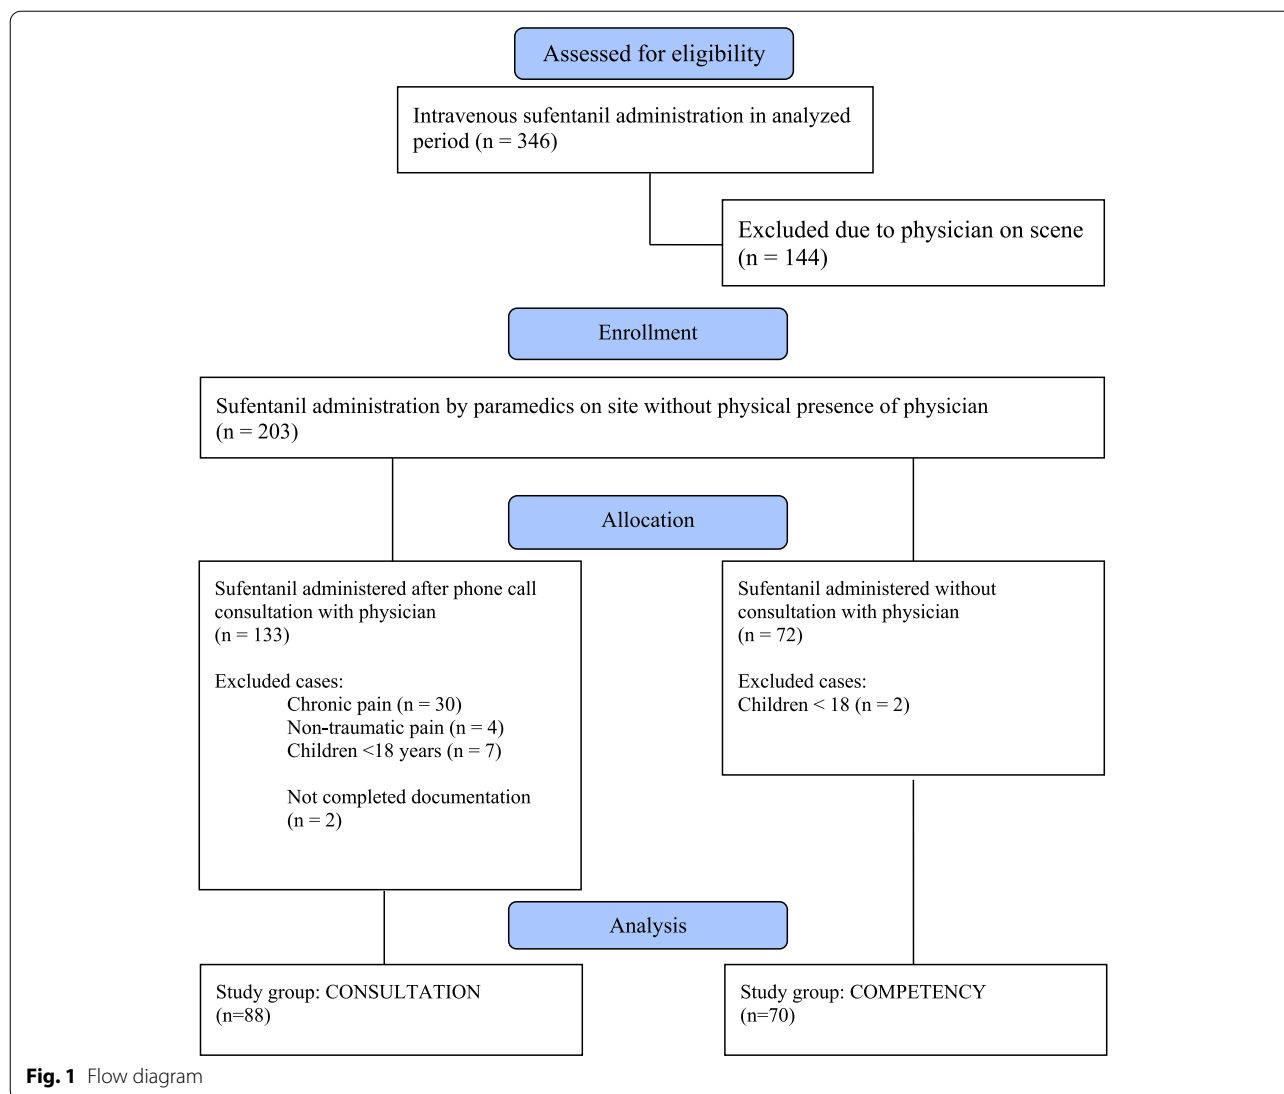 Assessed for eligibility
Intravenous sufentanil administration in analyzed
period (n = 346)
Excluded due to physician on scene
(n = 144)
Enrollment
Sufentanil administration by paramedics on site without physical presence of physician
(n = 203)
Allocation
Sufentanil administered after phone call
consultation with physician
(n = 133)
Excluded cases:
Chronic pain (n = 30)
Non-traumatic pain (n = 4)
Children <18 years (n = 7)
Not completed documentation
(n = 2)
Sufentanil administered without
consultation with physician
(n = 72)
Excluded cases:
Children < 18 (n = 2)
Analysis
Study group: CONSULTATION
(n=88)
Study group: COMPETENCY
(n=70)
Fig. 1 Flow diagram